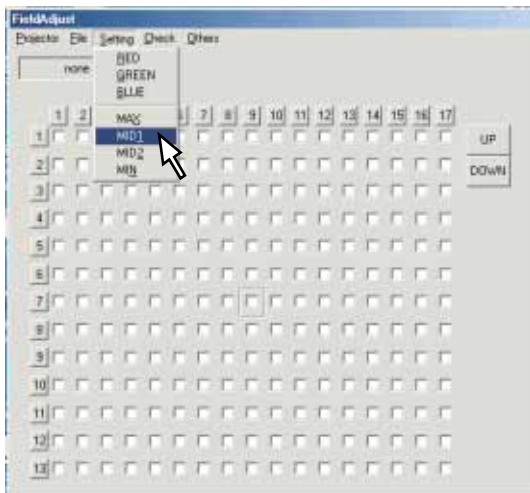 FieldAdjust
Projector File Setting Check Others
none
RED
GREEN
BLUE
MAX
MID1
MID2
MIN
1 2 7 8 9 10 11 12 13 14 15 16 17
UP
DOWN
1
2
3
4
5
6
7
8
9
10
11
12
13